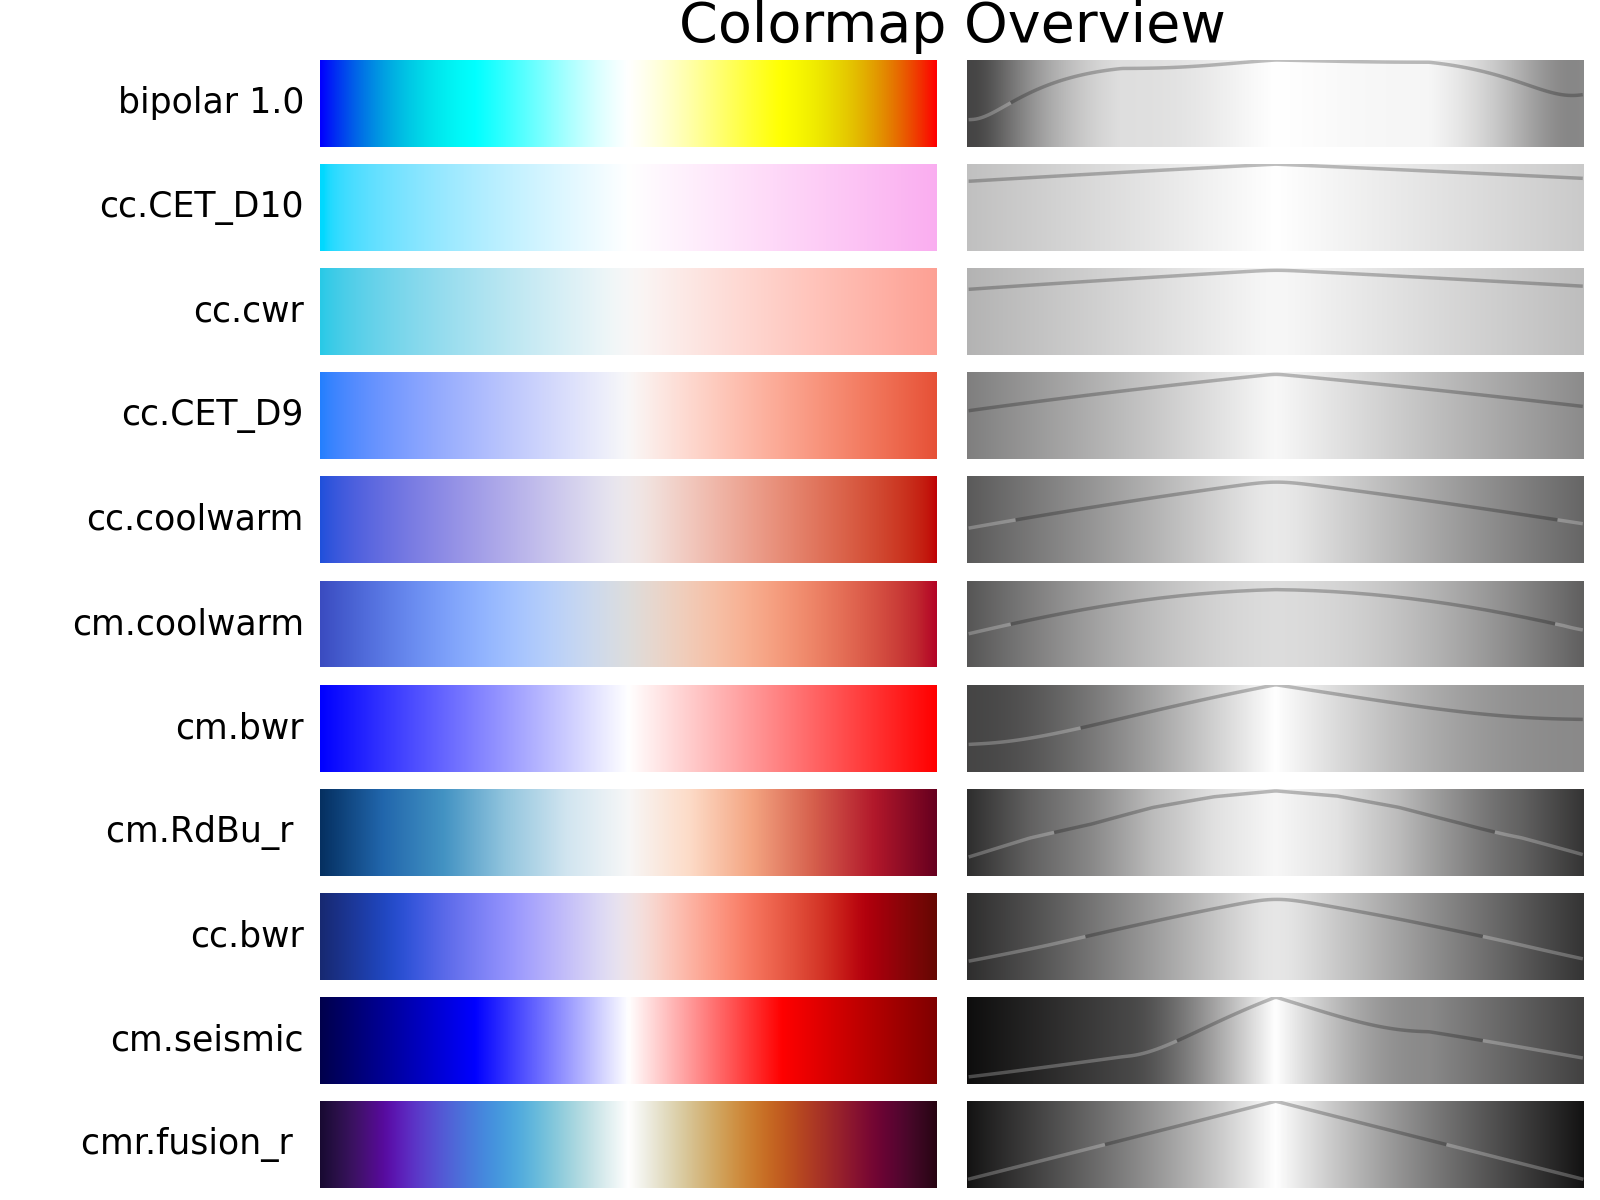 Colormap Overview
bipolar 1.0
cc.CET_D10
cc.cwr
cc.CET_D9
cc.coolwarm
cm.coolwarm
cm.bwr
cm.RdBu_r
cc.bwr
cm.seismic
cmr.fusion_r